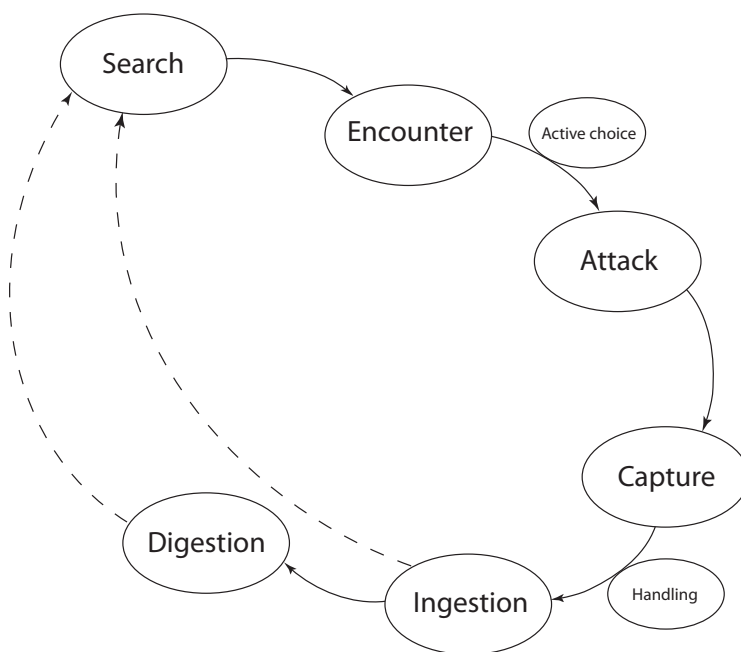 Search
Encounter
Active choice
Attack
Capture
Handling
Ingestion
Digestion